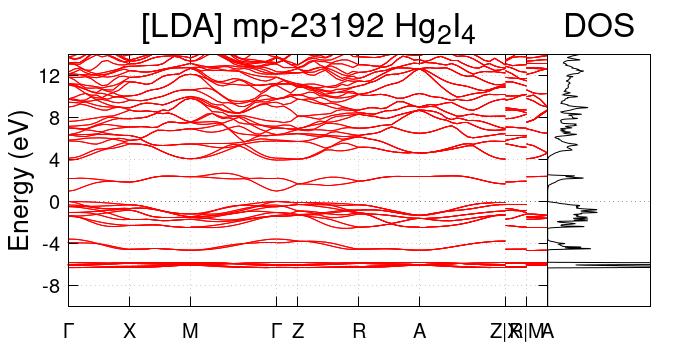 [LDA] mp-23192 Hg2I4 DOS
Energy (eV)
12
8
4
0
-4
-8
Γ X M Γ Z R A Z|X R|M A